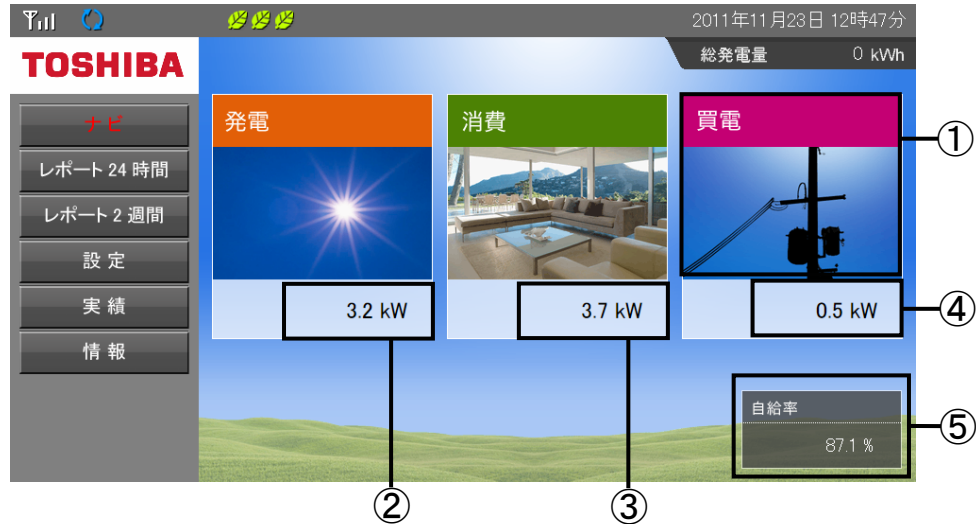 2011年11月23日 12時47分
TOSHIBA
総発電量 0 kWh
ナビ
レポート 24 時間
レポート 2 週間
設 定
実 績
情 報
発電
消費
買電
①
3.2 kW
3.7 kW
0.5 kW
④
自給率
87.1 %
⑤
②
③